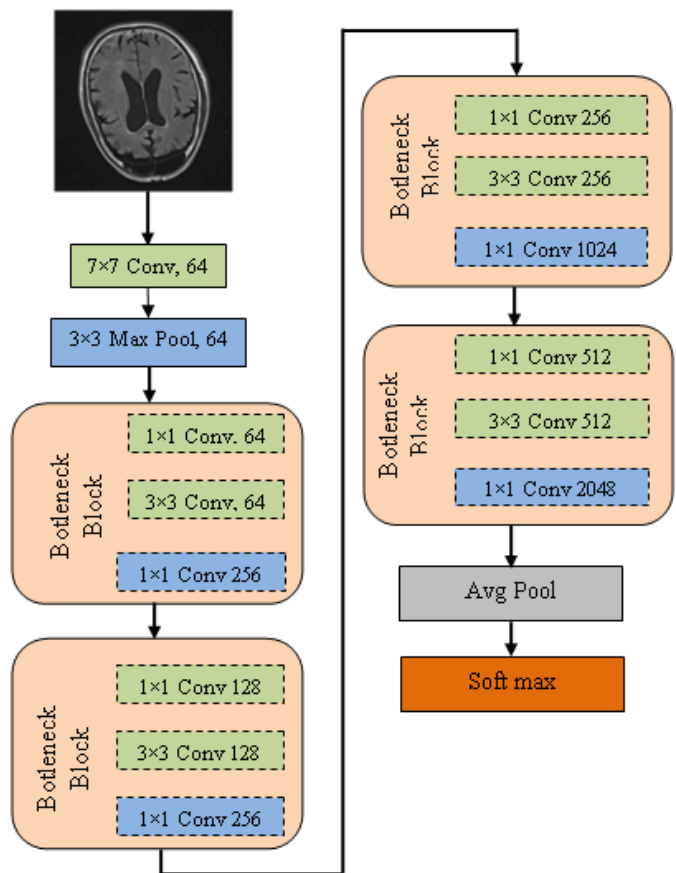 7×7 Conv, 64
3×3 Max Pool, 64
Botleneck
Block
1×1 Conv. 64
3×3 Conv. 64
1×1 Conv 256
Botleneck
Block
1×1 Conv 128
3×3 Conv 128
1×1 Conv 256
Botleneck
Block
1×1 Conv 256
3×3 Conv 256
1×1 Conv 1024
Botleneck
Block
1×1 Conv 512
3×3 Conv 512
1×1 Conv 2048
Avg Pool
Soft max